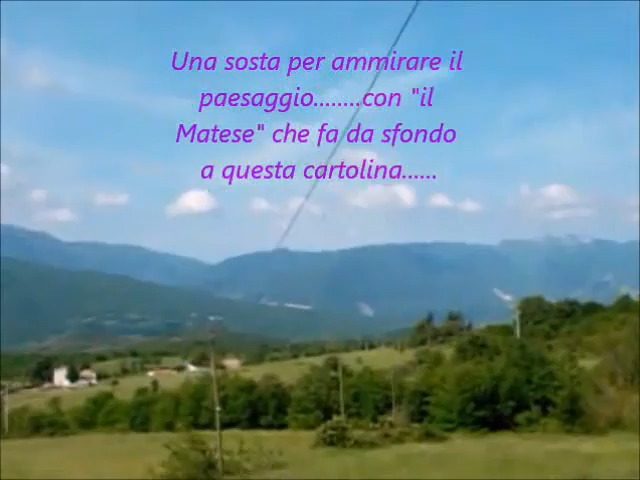 Una sosta per ammirare il
paesaggio........con "il
Matese" che fa da sfondo
a questa cartolina......